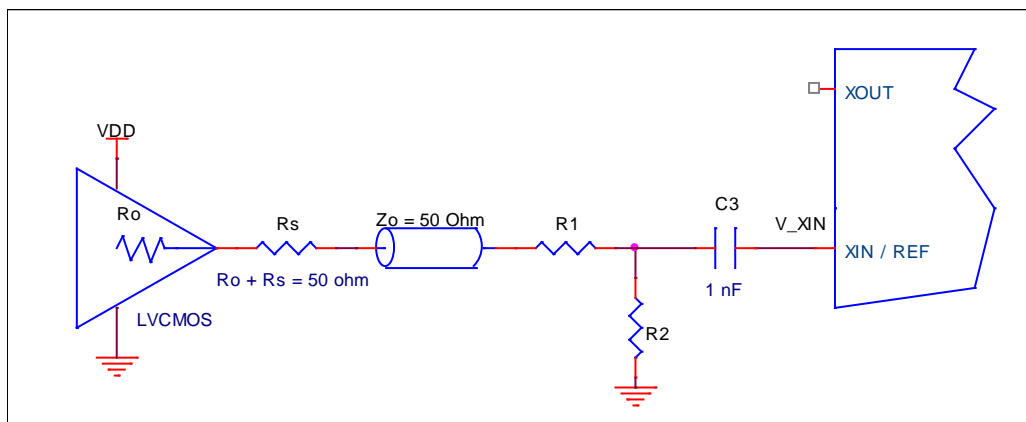 VDD
Ro
Rs
Ro + Rs = 50 ohm
LVCMOS
Zo = 50 Ohm
R1
R2
C3
1 nF
V_XIN
XOUT
XIN / REF